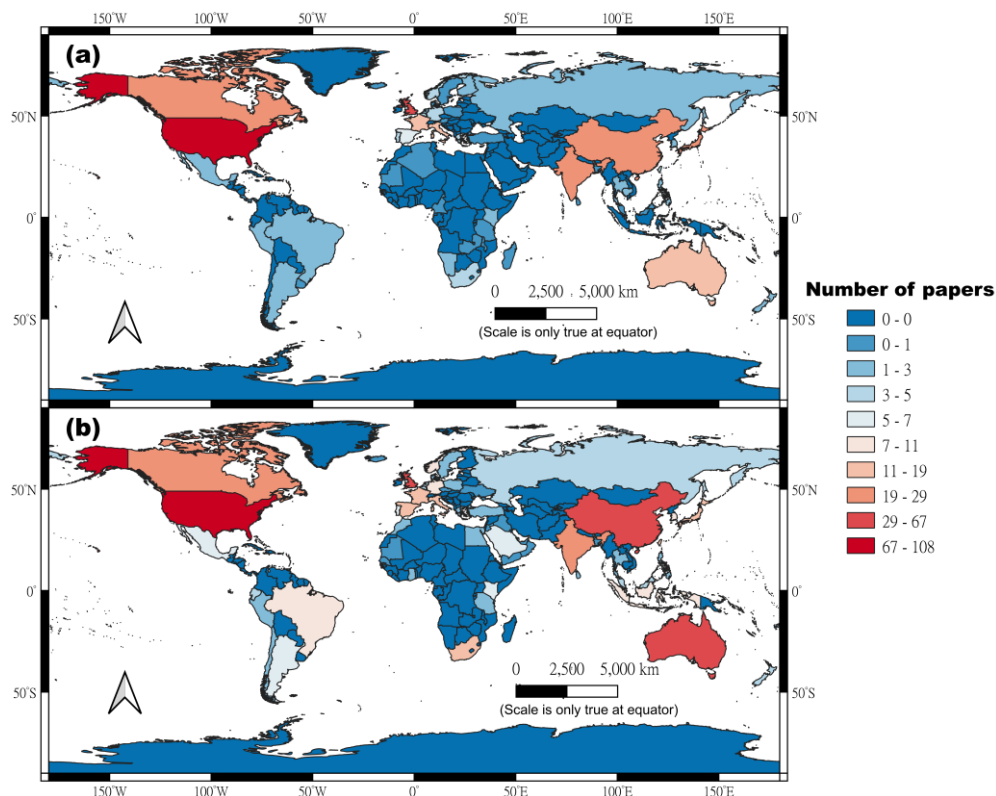 150°W 100°W 50°W 0° 50°E 100°E 150°E
(a)
50°N 50°N
0° 0°
50°S 50°S
0 2,500 5,000 km
(Scale is only true at equator)
Number of papers
0 - 0
0 - 1
1 - 3
3 - 5
5 - 7
7 - 11
11 - 19
19 - 29
29 - 67
67 - 108
(b)
50°N 50°N
0° 0°
50°S 50°S
0 2,500 5,000 km
(Scale is only true at equator)
150°W 100°W 50°W 0° 50°E 100°E 150°E